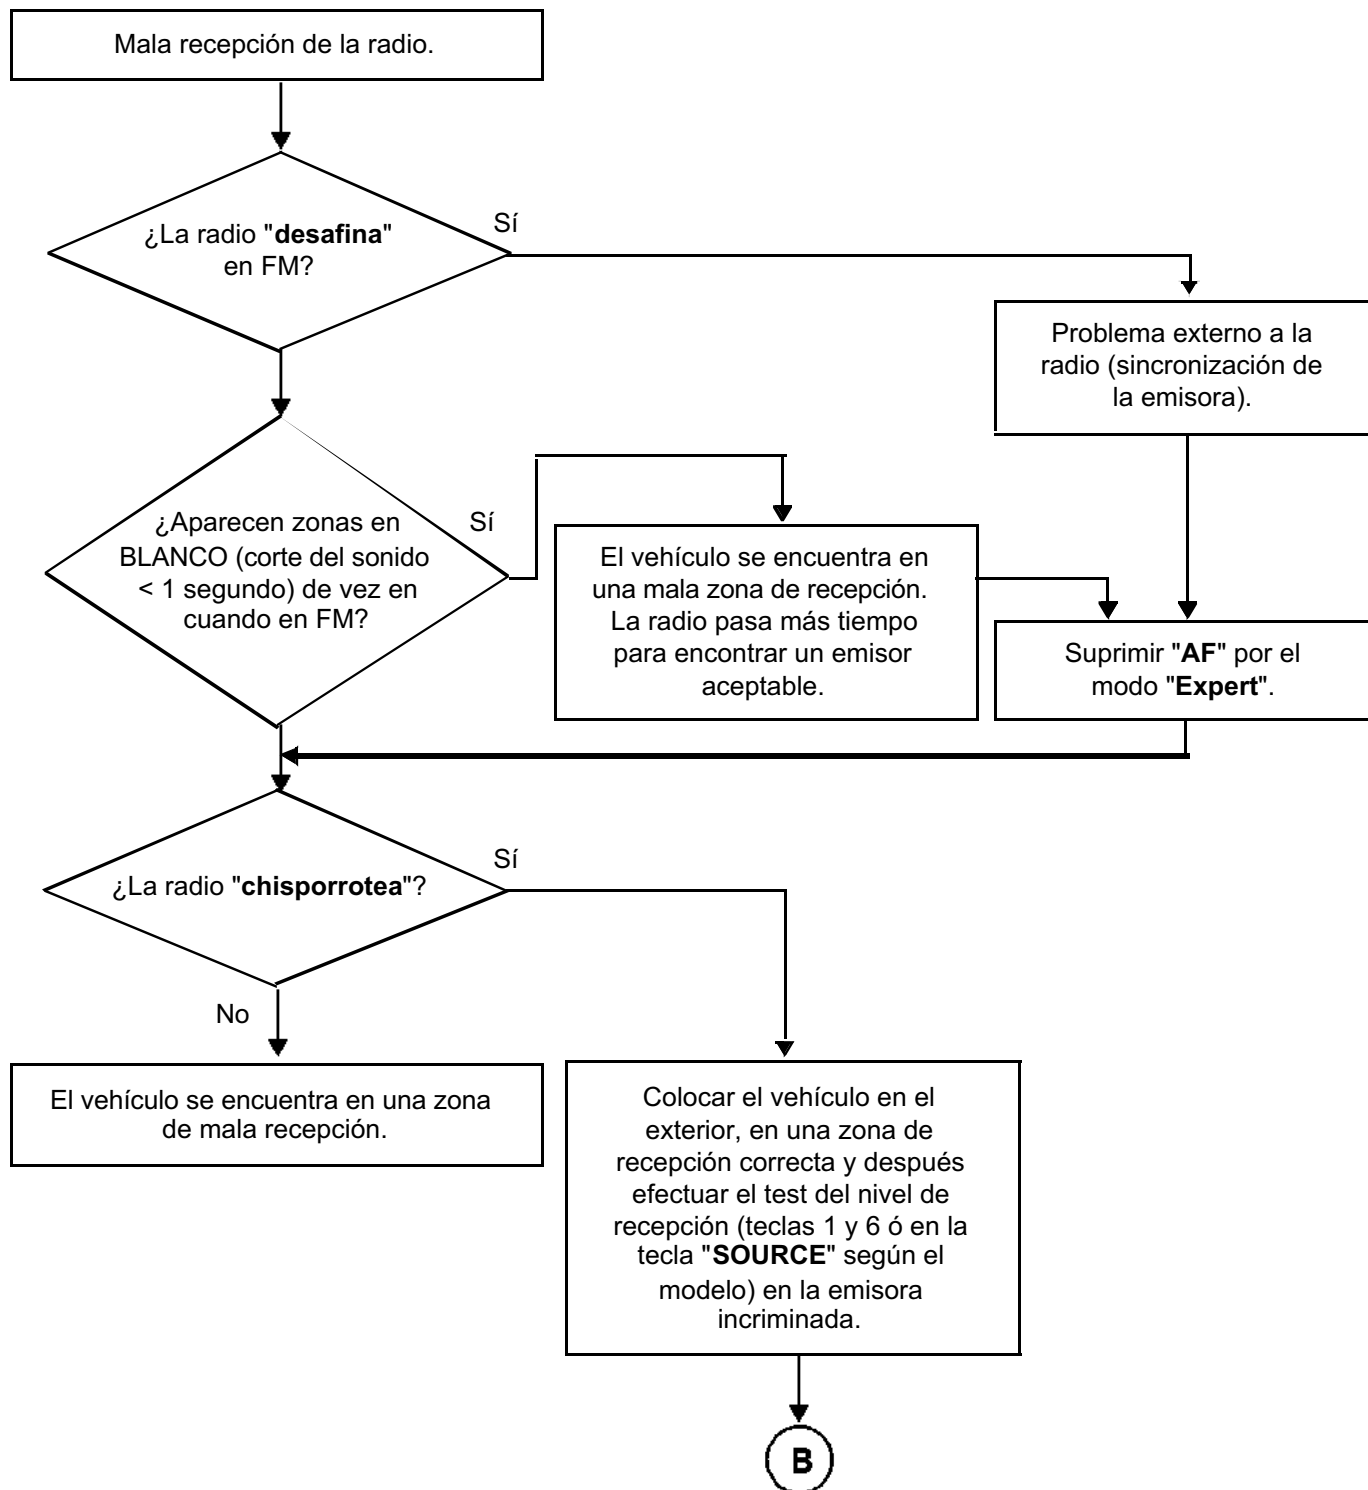 Mala recepción de la radio.
Sí
¿La radio "desafina"
en FM?
Problema externo a la
radio (sincronización de
la emisora).
¿Aparecen zonas en
BLANCO (corte del sonido
< 1 segundo) de vez en
cuando en FM?
Sí
El vehículo se encuentra en
una mala zona de recepción.
La radio pasa más tiempo
para encontrar un emisor
aceptable.
Suprimir "AF" por el
modo "Expert".
Sí
¿La radio "chisporrotea"?
No
El vehículo se encuentra en una zona
de mala recepción.
Colocar el vehículo en el
exterior, en una zona de
recepción correcta y después
efectuar el test del nivel de
recepción (teclas 1 y 6 ó en la
tecla "SOURCE" según el
modelo) en la emisora
incriminada.
B